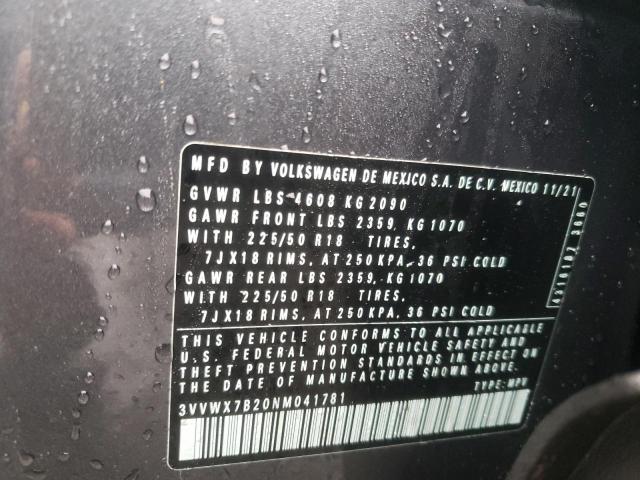 MFD BY VOLKSWAGEN DE MEXICO S.A. DE C.V. MEXICO 11/21
GVWR LBS 4608 KG 2090
GAWR FRONT LBS 2359, KG 1070
WITH 225/50 R18 TIRES,
7JX18 RIMS, AT 250 KPA, 36 PSI COLD
GAWR REAR LBS 2359, KG 1070
WITH 225/50 R18 TIRES,
7JX18 RIMS, AT 250 KPA, 36 PSI COLD
THIS VEHICLE CONFORMS TO ALL APPLICABLE
U.S. FEDERAL MOTOR VEHICLE SAFETY AND
THEFT PREVENTION STANDARDS IN EFFECT ON
THE DATE OF MANUFACTURE SHOWN ABOVE.
3VVWX7B20NM041781 TYPE: MPV